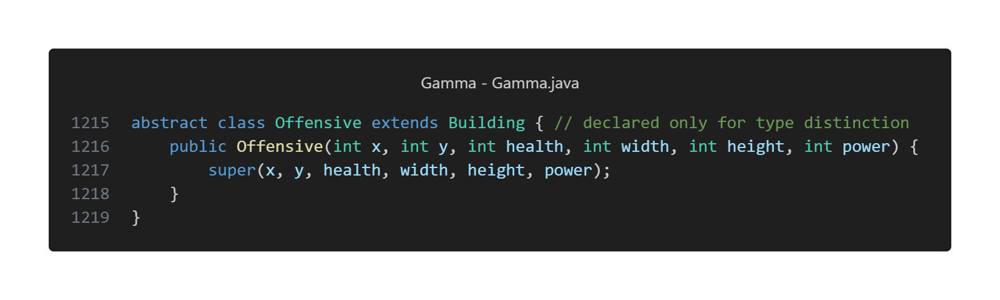 Gamma - Gamma.java
1215 abstract class Offensive extends Building { // declared only for type distinction
1216     public Offensive(int x, int y, int health, int width, int height, int power) {
1217         super(x, y, health, width, height, power);
1218     }
1219 }